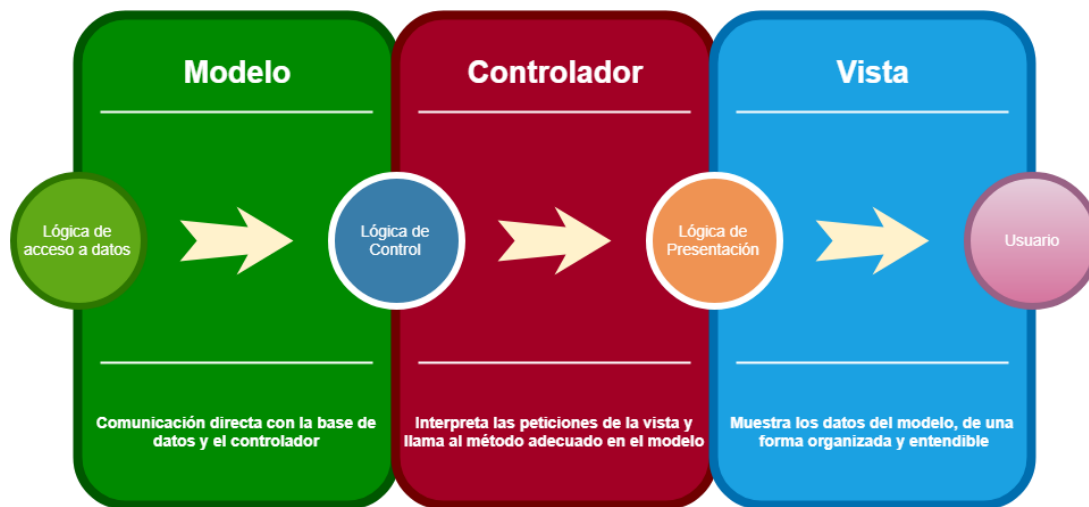 Modelo
Controlador
Vista
Lógica de
acceso a datos
Lógica de
Control
Lógica de
Presentación
Usuario
Comunicación directa con la base de
datos y el controlador
Interpreta las peticiones de la vista y
llama al método adecuado en el modelo
Muestra los datos del modelo, de una
forma organizada y entendible